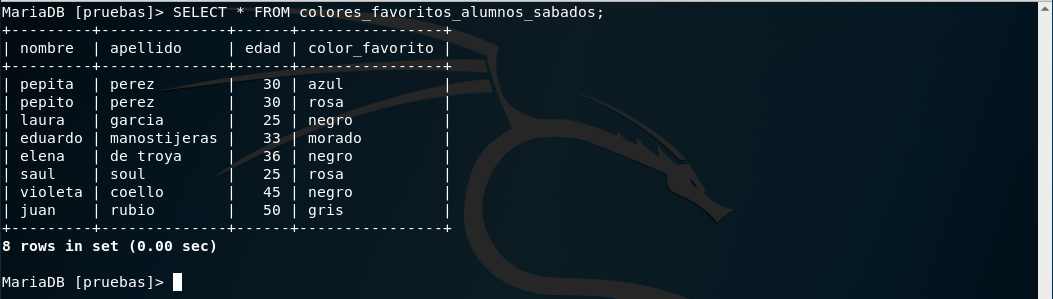 MariaDB [pruebas]> SELECT * FROM colores_favoritos_alumnos_sabados;
+---------+--------------+------+----------------+
| nombre  | apellido     | edad | color_favorito |
+---------+--------------+------+----------------+
| pepita  | perez        |   30 | azul           |
| pepito  | perez        |   30 | rosa           |
| laura   | garcia       |   25 | negro          |
| eduardo | manostijeras |   33 | morado         |
| elena   | de troya     |   36 | negro          |
| saul    | soul         |   25 | rosa           |
| violeta | coello       |   45 | negro          |
| juan    | rubio        |   50 | gris           |
+---------+--------------+------+----------------+
8 rows in set (0.00 sec)
MariaDB [pruebas]>